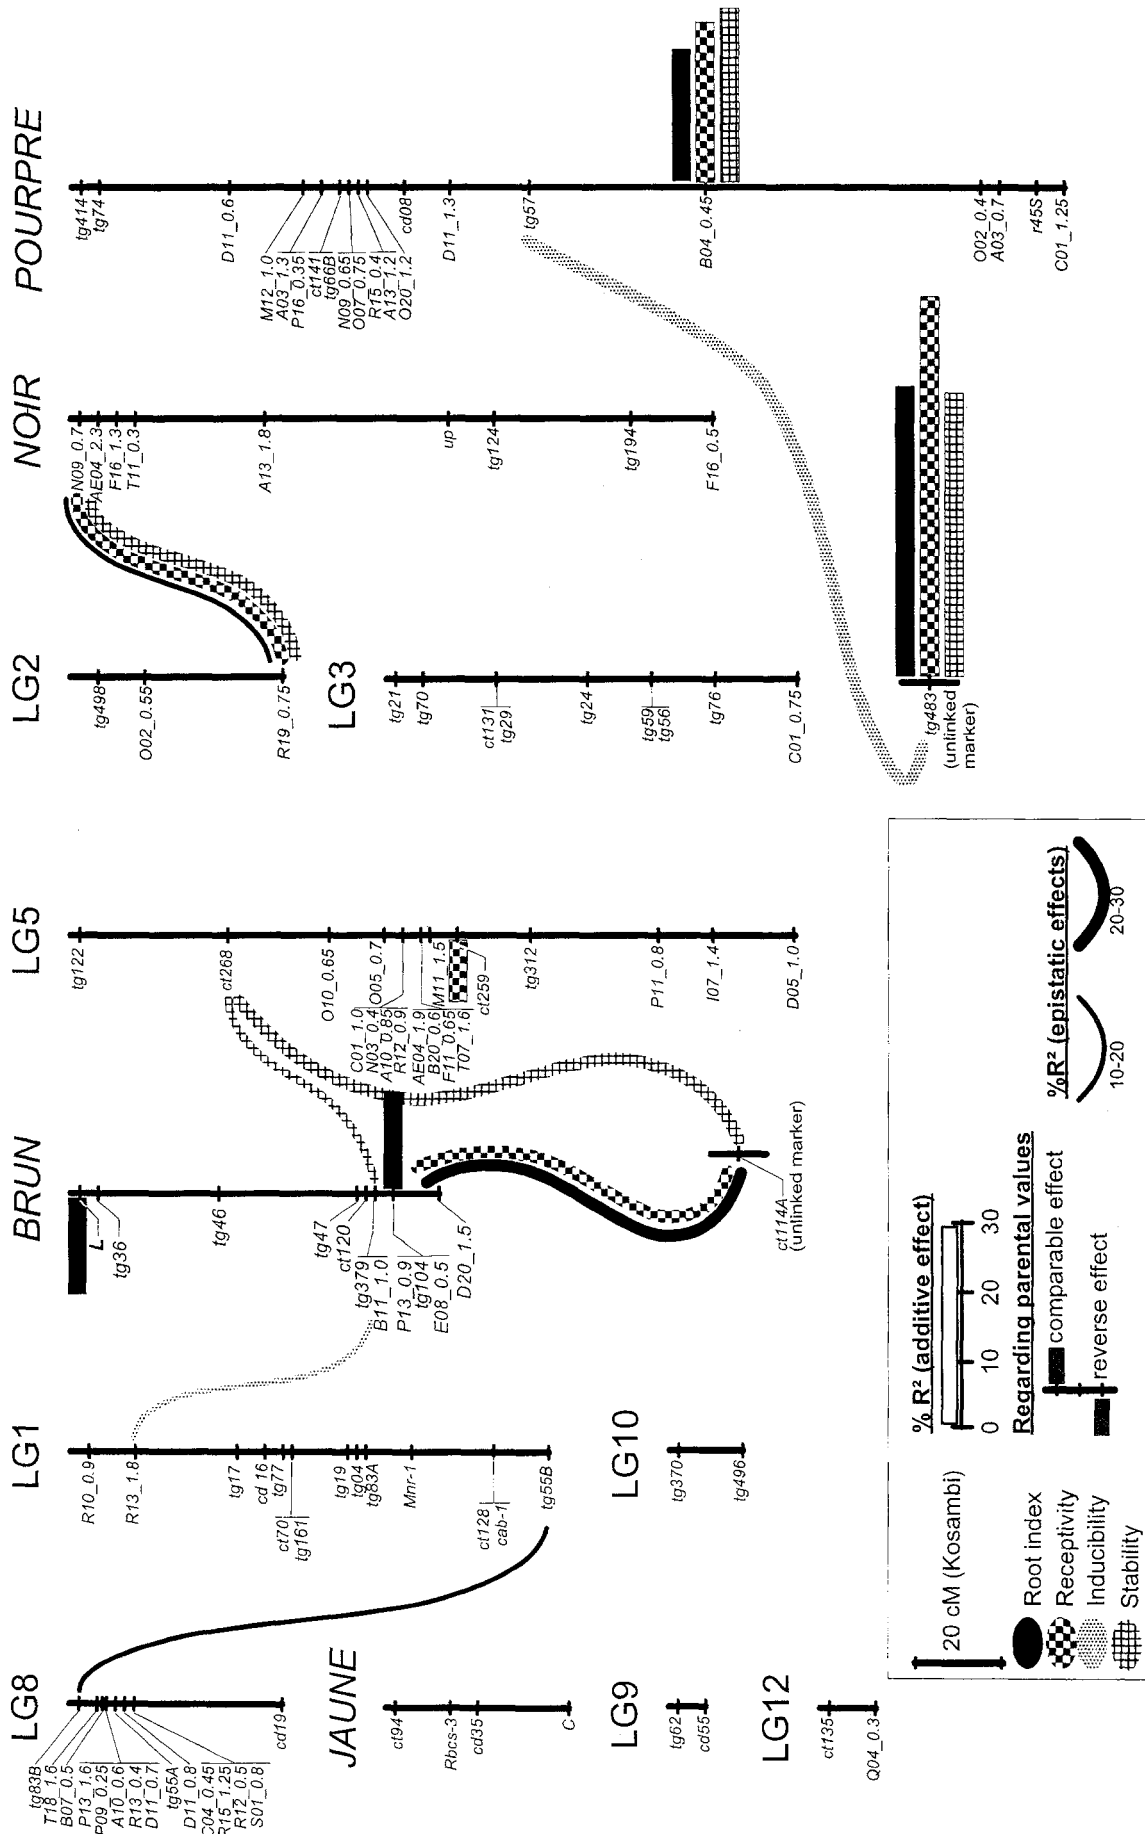 LG8
tg83B
T18_1.6
B07_0.5
P13_1.6
P09_0.25
A10_0.6
R13_0.4
D11_0.7
tg55A
D11_0.8
C04_0.45
R15_1.25
R12_0.5
S01_0.8
cd19
LG1
R10_0.9
R13_1.8
tg17
cd 16
tg77
ct70
tg161
tg19
tg04
tg83A
Mnr-1
ct128
cab-1
tg55B
BRUN
L
tg36
tg46
tg47
ct120
tg379
B11_1.0
P13_0.9
tg104
E08_0.5
D20_1.5
ct114A
(unlinked marker)
LG5
tg122
ct268
O10_0.65
O05_0.7
C01_1.0
N03_0.4
A10_0.85
R12_0.9
AE04_1.9
B20_0.6
F11_0.65
T07_1.6
M11_1.5
ct259
tg312
P11_0.8
I07_1.4
D05_1.0
LG2
tg498
O02_0.55
R19_0.75
NOIR
N09_0.7
AE04_2.3
F16_1.3
T11_0.3
A13_1.8
up
tg124
tg194
F16_0.5
POURPRE
tg414
tg74
D11_0.6
M12_1.0
A03_1.3
P16_0.35
ct141
tg66B
N09_0.65
O07_0.75
R15_0.4
A13_1.2
Q20_1.2
cd08
D11_1.3
tg57
B04_0.45
O02_0.4
A03_0.7
r45S
C01_1.25
JAUNE
ct94
Rbcs-3
cd35
C
LG3
tg21
tg70
ct131
tg29
tg24
tg59
tg56
tg76
C01_0.75
tg483
(unlinked
marker)
LG9
tg62
cd55
LG10
tg370
tg496
LG12
ct135
Q04_0.3
20 cM (Kosambi)
Root index
Receptivity
Inducibility
Stability
% R² (additive effect)
0 10 20 30
Regarding parental values
comparable effect
reverse effect
%R² (epistatic effects)
10-20
20-30